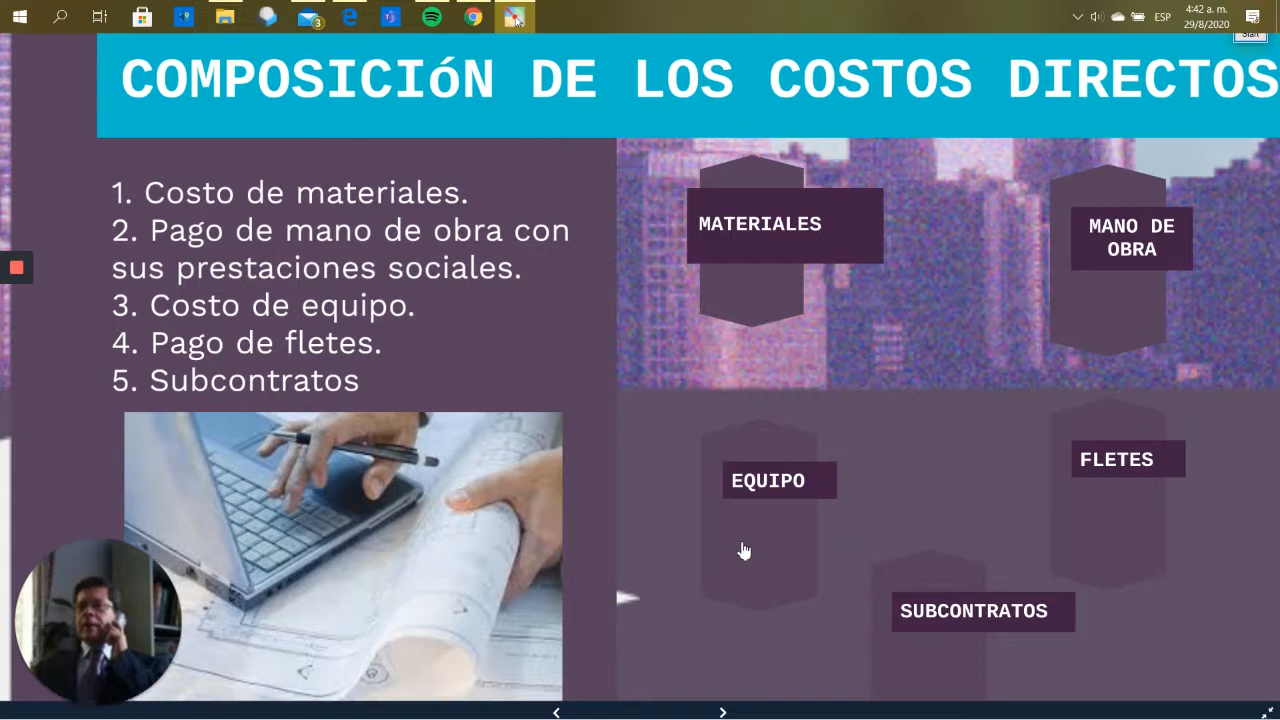 3
ESP
4:42 a. m.
29/8/2020
Start
COMPOSICIóN DE LOS COSTOS DIRECTOS
1. Costo de materiales.
2. Pago de mano de obra con
sus prestaciones sociales.
3. Costo de equipo.
4. Pago de fletes.
5. Subcontratos
MATERIALES
MANO DE
OBRA
EQUIPO
FLETES
SUBCONTRATOS